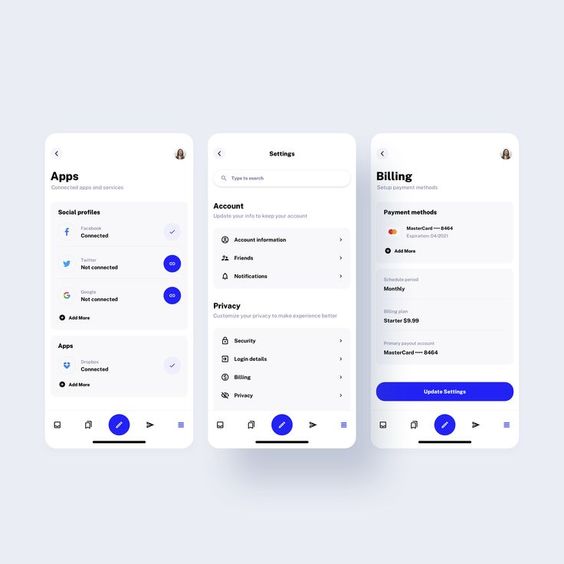 Apps
Connected apps and services
Social profiles
Facebook
Connected
Twitter
Not connected
Google
Not connected
Add More
Apps
Dropbox
Connected
Add More
Settings
Type to search
Account
Update your info to keep your account
Account information
Friends
Notifications
Privacy
Customize your privacy to make experience better
Security
Login details
Billing
Privacy
Billing
Setup payment methods
Payment methods
MasterCard •••• 8464
Expiration: 04/2021
Add More
Schedule period
Monthly
Billing plan
Starter $9.99
Primary payout account
MasterCard •••• 8464
Update Settings